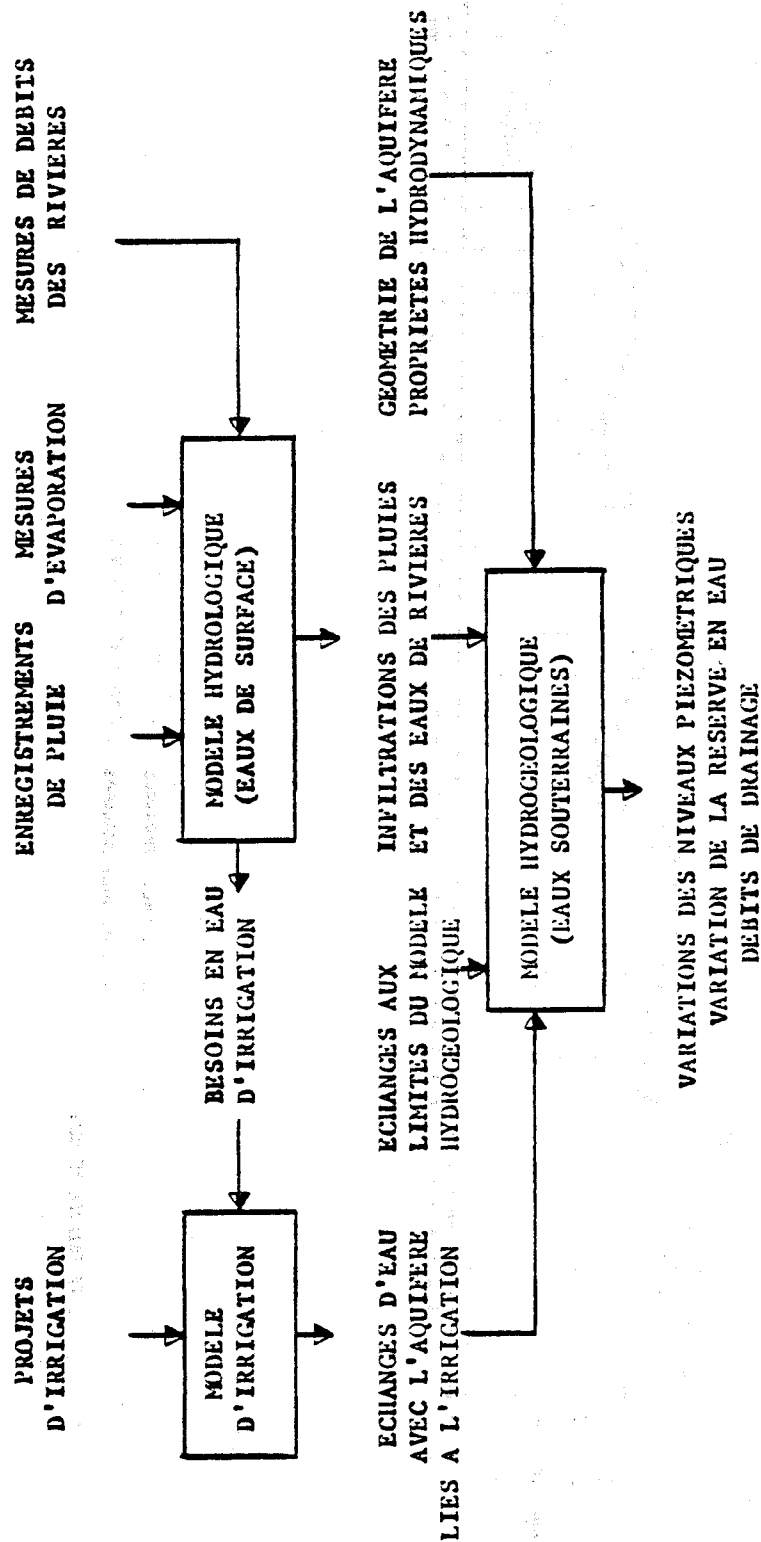 PROJETS
D'IRRIGATION
ENREGISTREMENTS
DE PLUIE
MESURES
D'EVAPORATION
MESURES DE DEBITS
DES RIVIERES
MODELE
D'IRRIGATION
BESOINS EN EAU
D'IRRIGATION
MODELE HYDROLOGIQUE
(EAUX DE SURFACE)
ECHANGES D'EAU
AVEC L'AQUIFERE
LIES A L'IRRIGATION
ECHANGES AUX
LIMITES DU MODELE
HYDROGEOLOGIQUE
INFILTRATIONS DES PLUIES
ET DES EAUX DE RIVIERES
GEOMETRIE DE L'AQUIFERE
PROPRIETES HYDRODYNAMIQUES
MODELE HYDROGEOLOGIQUE
(EAUX SOUTERRAINES)
VARIATIONS DES NIVEAUX PIEZOMETRIQUES
VARIATION DE LA RESERVE EN EAU
DEBITS DE DRAINAGE